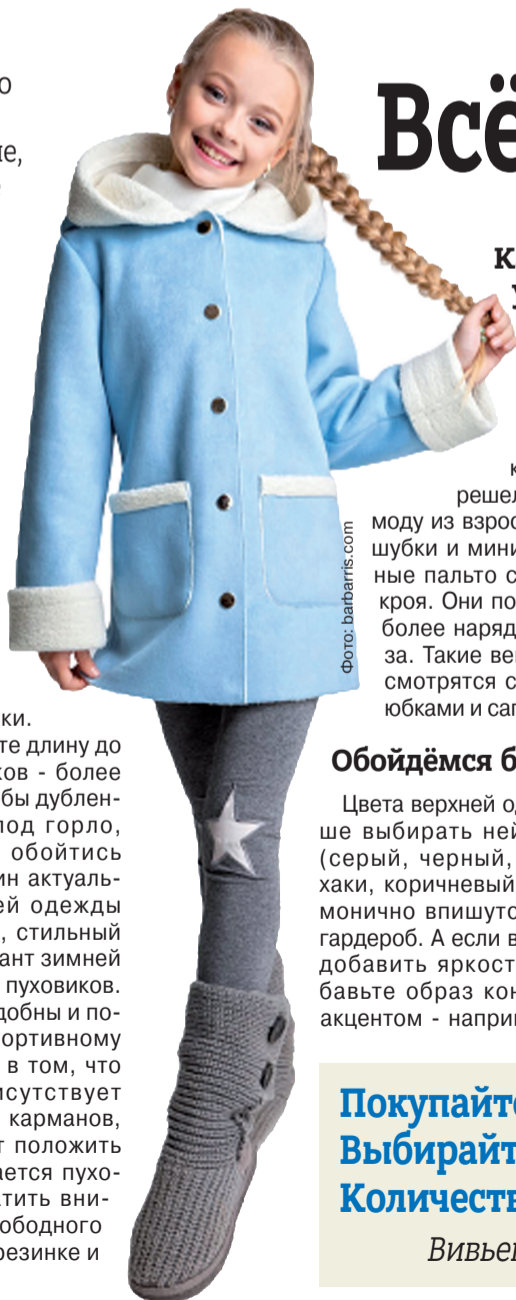 о
ие,
Всё
к
к
решел
моду из взрос
шубки и мини
ные пальто с
кроя. Они по
более наряд
за. Такие ве
смотрятся с
юбками и сап
Фото: barbarris.com
ки.
те длину до
ков - более
бы дублен-
под горло,
обойтись
ин актуаль-
ей одежды
, стильный
ант зимней
пуховиков.
добны и по-
ортивному
в том, что
исутствует
карманов,
т положить
ается пухо-
тить вни-
ободного
резинке и
Обойдёмся б
Цвета верхней од
ше выбирать ней
(серый, черный,
хаки, коричневый
монично впишутс
гардероб. А если в
добавить яркост
бавьте образ кон
акцентом - напри
Покупайте
Выбирайт
Количеств
Вивьен